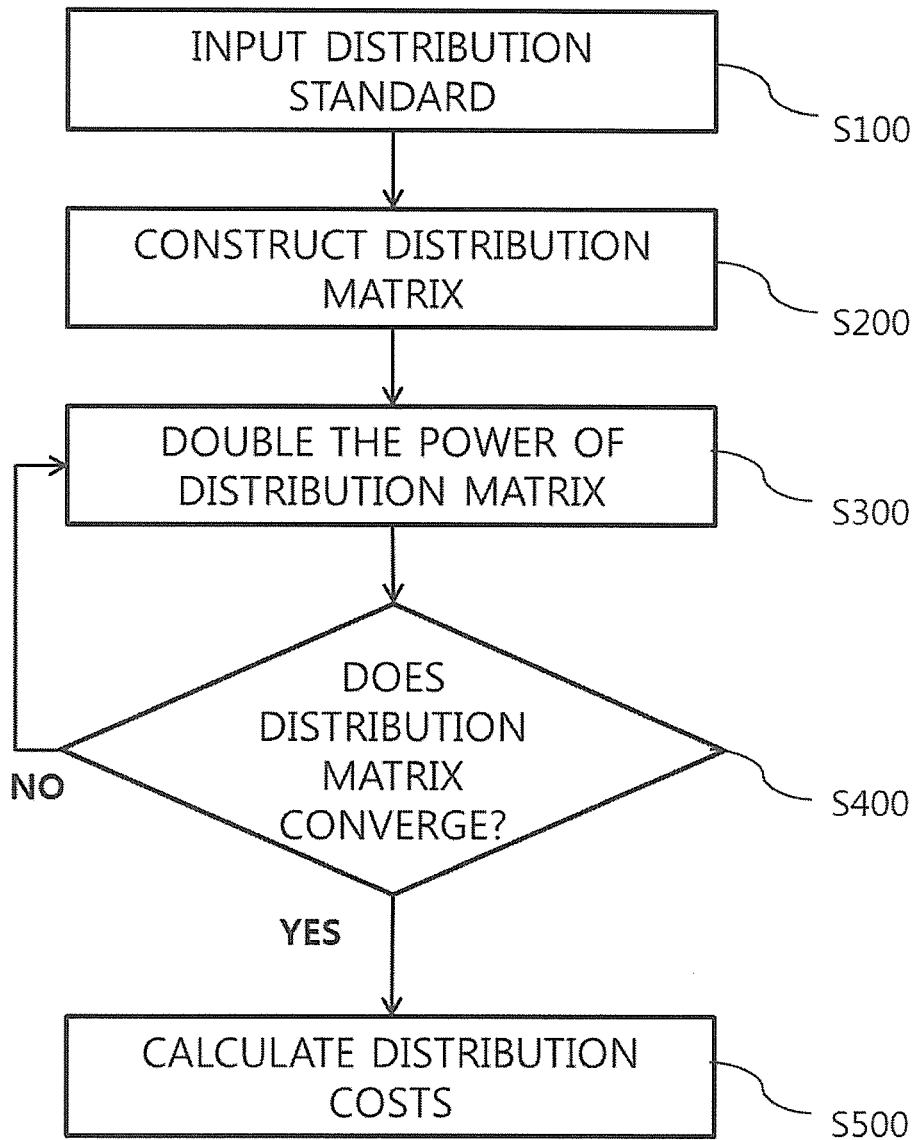 INPUT DISTRIBUTION
STANDARD
S100
CONSTRUCT DISTRIBUTION
MATRIX
S200
DOUBLE THE POWER OF
DISTRIBUTION MATRIX
S300
DOES
DISTRIBUTION
MATRIX
CONVERGE?
NO
S400
YES
CALCULATE DISTRIBUTION
COSTS
S500